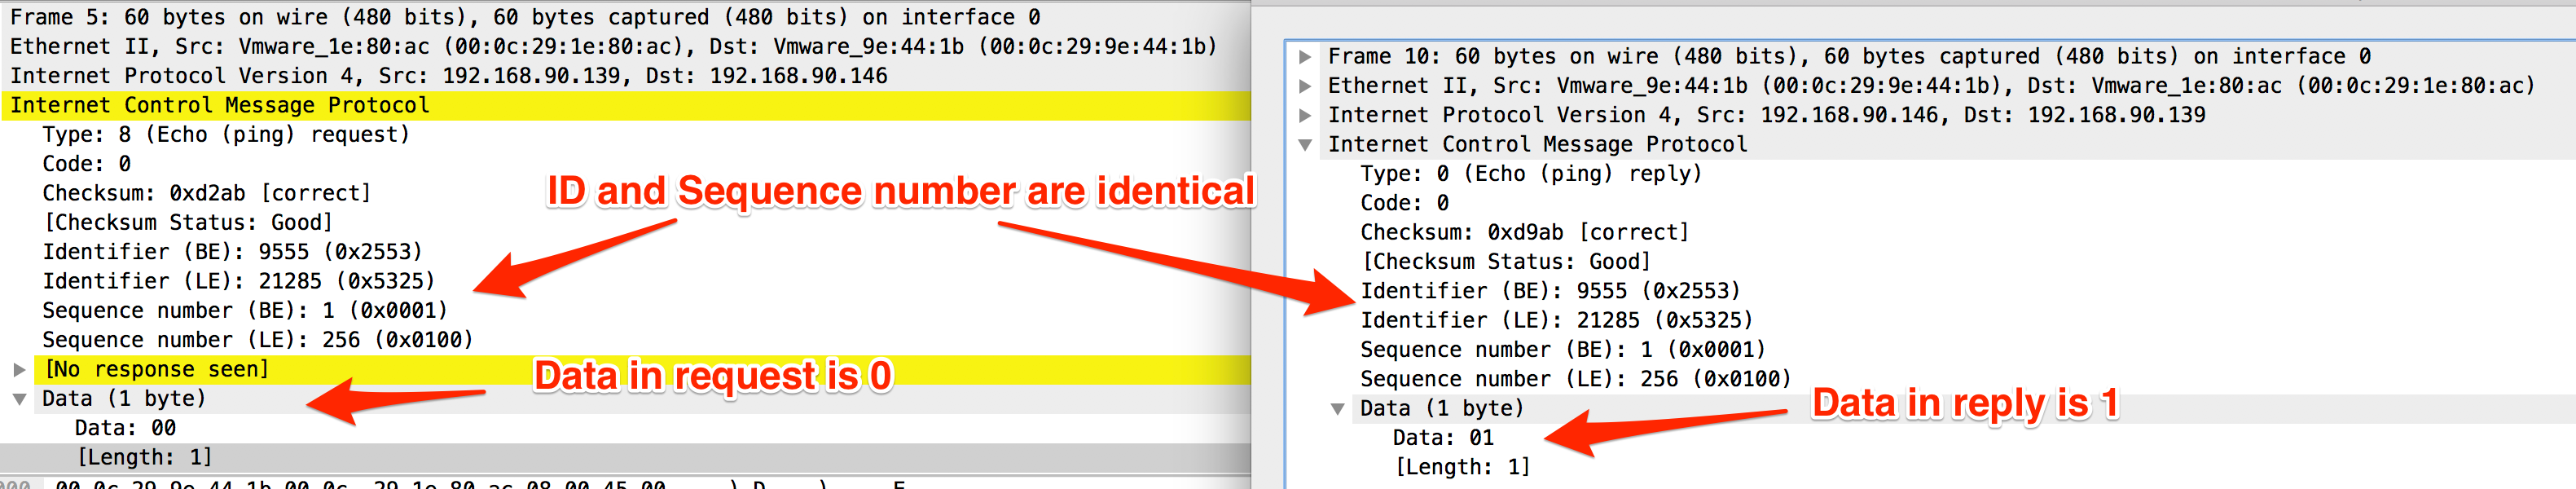 Frame 5: 60 bytes on wire (480 bits), 60 bytes captured (480 bits) on interface 0
Ethernet II, Src: Vmware_1e:80:ac (00:0c:29:1e:80:ac), Dst: Vmware_9e:44:1b (00:0c:29:9e:44:1b)
Internet Protocol Version 4, Src: 192.168.90.139, Dst: 192.168.90.146
Internet Control Message Protocol
Type: 8 (Echo (ping) request)
Code: 0
Checksum: 0xd2ab [correct]
[Checksum Status: Good]
Identifier (BE): 9555 (0x2553)
Identifier (LE): 21285 (0x5325)
Sequence number (BE): 1 (0x0001)
Sequence number (LE): 256 (0x0100)
[No response seen]
Data (1 byte)
Data: 00
[Length: 1]
ID and Sequence number are identical
Data in request is 0
Frame 10: 60 bytes on wire (480 bits), 60 bytes captured (480 bits) on interface 0
Ethernet II, Src: Vmware_9e:44:1b (00:0c:29:9e:44:1b), Dst: Vmware_1e:80:ac (00:0c:29:1e:80:ac)
Internet Protocol Version 4, Src: 192.168.90.146, Dst: 192.168.90.139
Internet Control Message Protocol
Type: 0 (Echo (ping) reply)
Code: 0
Checksum: 0xd9ab [correct]
[Checksum Status: Good]
Identifier (BE): 9555 (0x2553)
Identifier (LE): 21285 (0x5325)
Sequence number (BE): 1 (0x0001)
Sequence number (LE): 256 (0x0100)
Data (1 byte)
Data: 01
[Length: 1]
Data in reply is 1